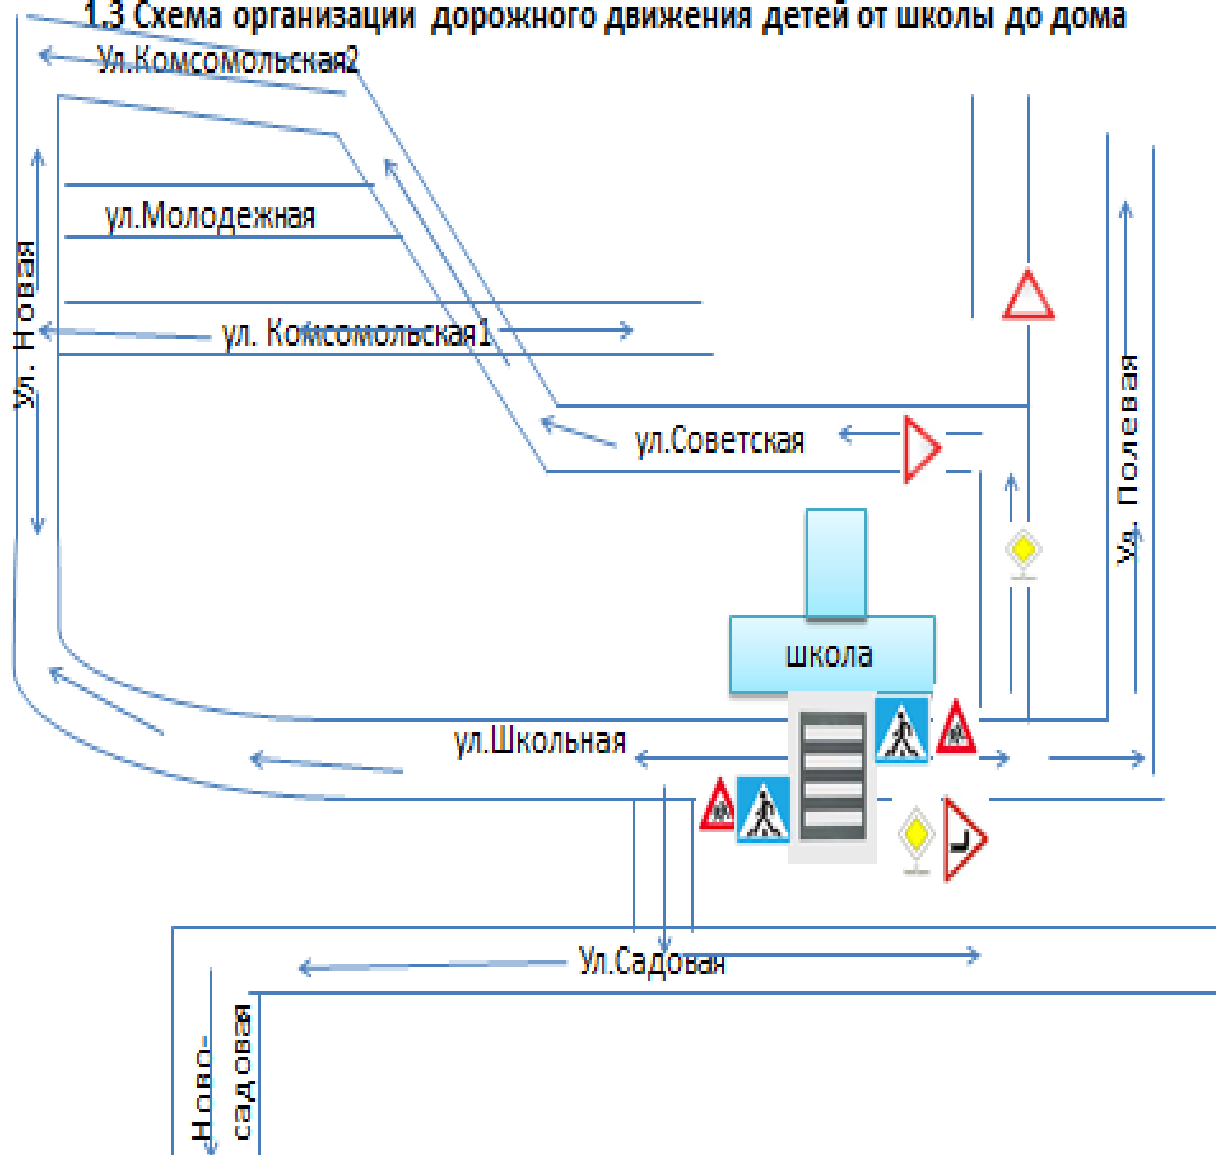 1.3 Схема организации дорожного движения детей от школы до дома
Ул.Комсомольская2
ул.Молодежная
ул. Новая
ул. Комсомольская1
ул.Советская
Ул. Полевая
школа
ул.Школьная
Ул.Садовая
Ново-
садовая